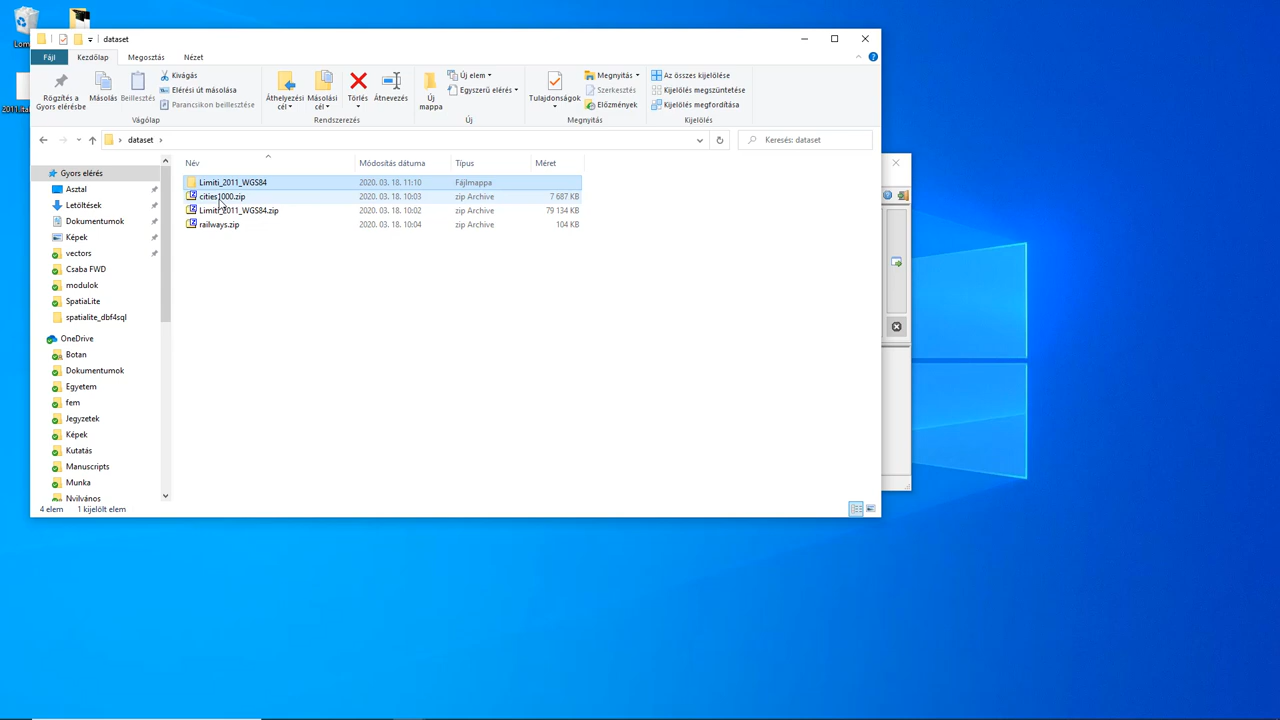 Lom
2011.ita
dataset
Fájl
Kezdőlap
Megosztás
Nézet
Rögzítés a
Gyors elérésbe
Másolás
Beillesztés
Kivágás
Elérési út másolása
Parancsikon beillesztés
Vágólap
Áthelyezési
cél
Másolási
cél
Törlés
Átnevezés
Rendszerezés
Új
mappa
Új elem
Egyszerű elérés
Új
Tulajdonságok
Megnyitás
Szerkesztés
Előzmények
Megnyitás
Az összes kijelölése
Kijelölés megszüntetése
Kijelölés megfordítása
Kijelölés
dataset
Keresés: dataset
Név Módosítás dátuma Típus Méret
Limiti_2011_WGS84 2020. 03. 18. 11:10 Fájlmappa
cities1000.zip 2020. 03. 18. 10:03 zip Archive 7 687 KB
Limiti_2011_WGS84.zip 2020. 03. 18. 10:02 zip Archive 79 134 KB
railways.zip 2020. 03. 18. 10:04 zip Archive 104 KB
Gyors elérés
Asztal
Letöltések
Dokumentumok
Képek
vectors
Csaba FWD
modulok
SpatiaLite
spatialite_dbf4sql
OneDrive
Botan
Dokumentumok
Egyetem
fem
Jegyzetek
Képek
Kutatás
Manuscripts
Munka
Nyilvános
4 elem
1 kijelölt elem